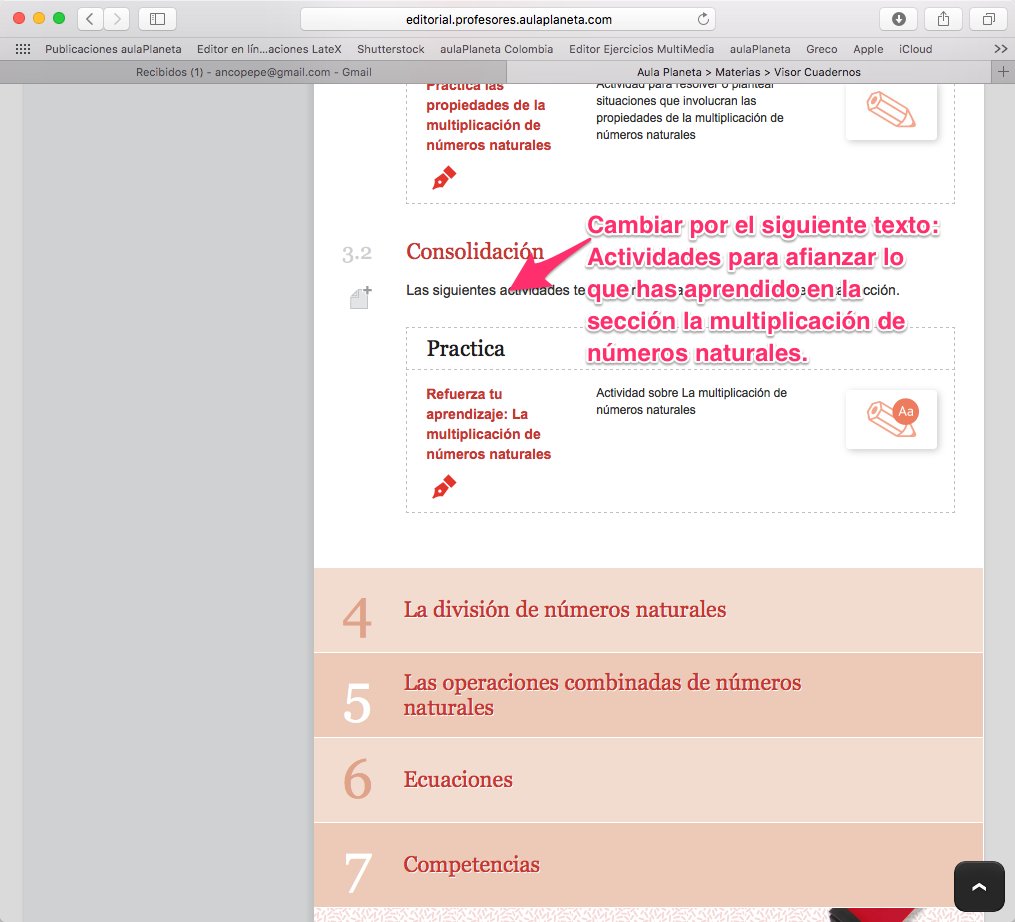 editorial.profesores.aulaplaneta.com
Publicaciones aulaPlaneta Editor en lín...aciones LateX Shutterstock aulaPlaneta Colombia Editor Ejercicios MultiMedia aulaPlaneta Greco Apple iCloud
Recibidos (1) - ancopepe@gmail.com - Gmail
Aula Planeta > Materias > Visor Cuadernos
Practica las
propiedades de la
multiplicación de
números naturales
Actividad para resolver o plantear
situaciones que involucran las
propiedades de la multiplicación de
números naturales
Cambiar por el siguiente texto:
Actividades para afianzar lo
que has aprendido en la
sección la multiplicación de
números naturales.
3.2 Consolidación
Las siguientes actividades te
cción.
Practica
Refuerza tu
aprendizaje: La
multiplicación de
números naturales
Actividad sobre La multiplicación de
números naturales
Aa
4 La división de números naturales
5 Las operaciones combinadas de números
naturales
6 Ecuaciones
7 Competencias